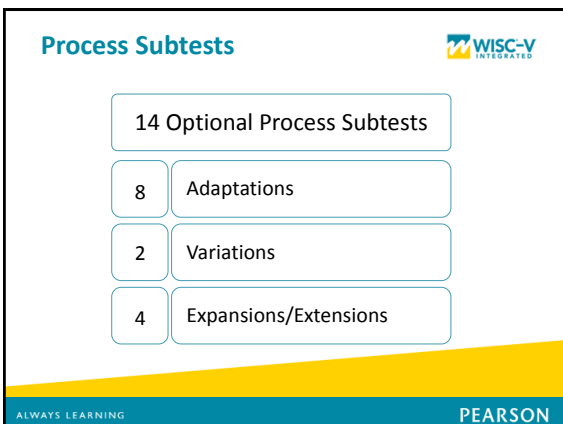 Process Subtests
WISC-V
INTEGRATED
14 Optional Process Subtests
8 Adaptations
2 Variations
4 Expansions/Extensions
ALWAYS LEARNING
PEARSON